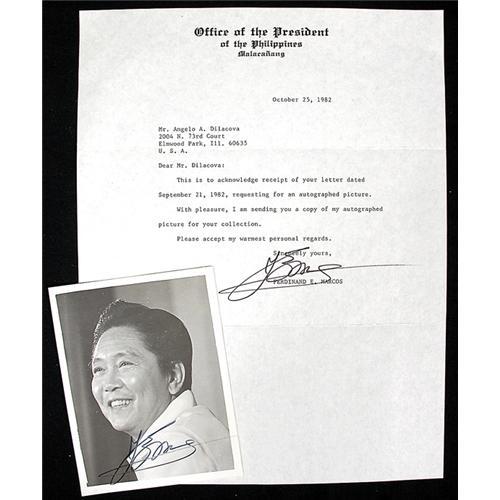 Office of the President
of the Philippines
Malacañang
October 25, 1982
Mr. Angelo A. Dilacova
2004 N. 73rd Court
Elmwood Park, Ill. 60635
U. S. A.
Dear Mr. Dilacova:
This is to acknowledge receipt of your letter dated
September 21, 1982, requesting for an autographed picture.
With pleasure, I am sending you a copy of my autographed
picture for your collection.
Please accept my warmest personal regards.
Sincerely yours,
FERDINAND E. MARCOS